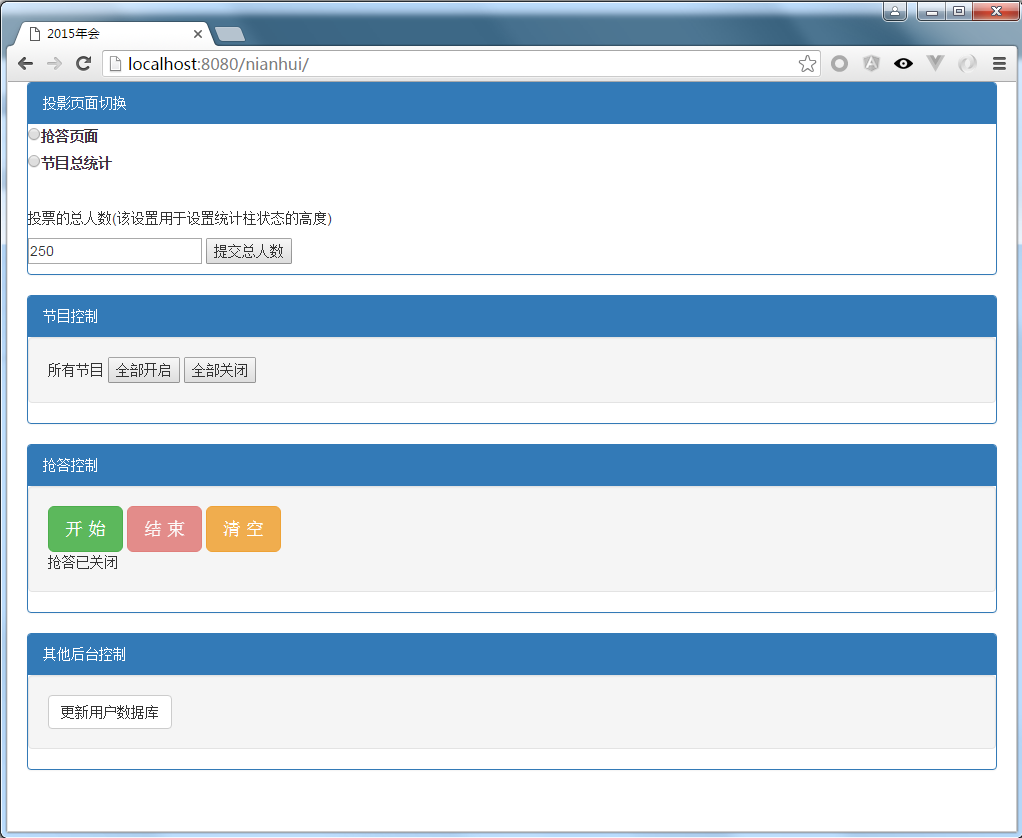 2015年会
localhost:8080/nianhui/
投影页面切换
抢答页面
节目总统计
投票的总人数(该设置用于设置统计柱状态的高度)
250 提交总人数
节目控制
所有节目 全部开启 全部关闭
抢答控制
开 始 结 束 清 空
抢答已关闭
其他后台控制
更新用户数据库